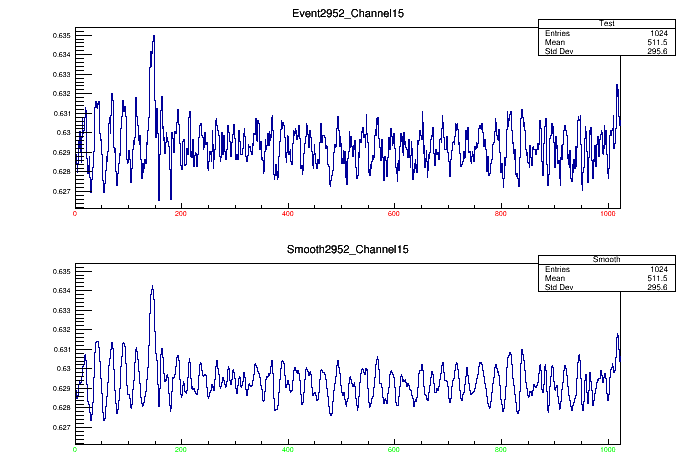 Event2952_Channel15
Test
Entries 1024
Mean 511.5
Std Dev 295.6
0.635
0.634
0.633
0.632
0.631
0.63
0.629
0.628
0.627
0 200 400 600 800 1000
Smooth2952_Channel15
Smooth
Entries 1024
Mean 511.5
Std Dev 295.6
0.635
0.634
0.633
0.632
0.631
0.63
0.629
0.628
0.627
0 200 400 600 800 1000